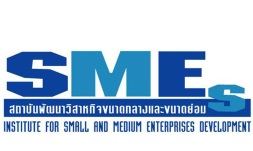 SMEs
สถาบันพัฒนาวิสาหกิจขนาดกลางและขนาดย่อม
INSTITUTE FOR SMALL AND MEDIUM ENTERPRISES DEVELOPMENT